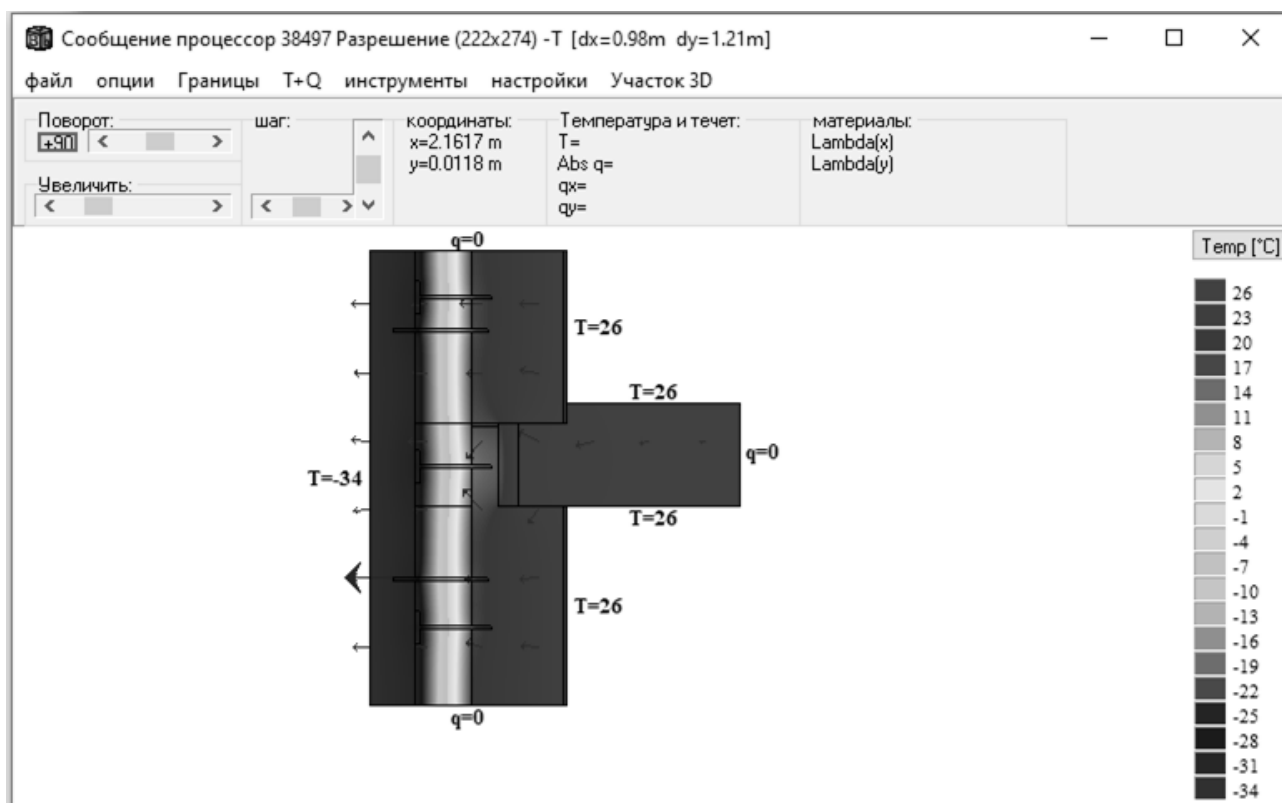 Сообщение процессор 38497 Разрешение (222x274) -T [dx=0.98m dy=1.21m]
файл опции Границы T+Q инструменты настройки Участок 3D
Поворот:
+90
Увеличить:
шаг:
координаты:
x=2.1617 m
y=0.0118 m
Температура и течет:
T=
Abs q=
qx=
qy=
материалы:
Lambda(x)
Lambda(y)
q=0
T=26
T=26
q=0
T=-34
T=26
T=26
q=0
Temp [°C]
26
23
20
17
14
11
8
5
2
-1
-4
-7
-10
-13
-16
-19
-22
-25
-28
-31
-34